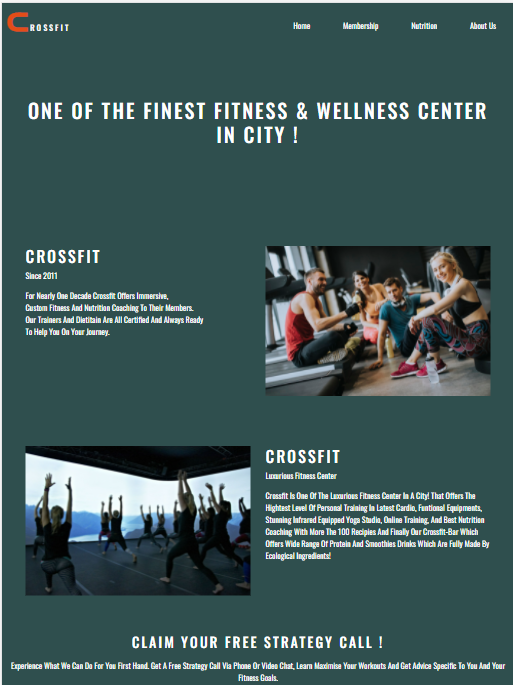 CROSSFIT
Home Membership Nutrition About Us
ONE OF THE FINEST FITNESS & WELLNESS CENTER
IN CITY !
CROSSFIT
Since 2011
For Nearly One Decade Crossfit Offers Immersive,
Custom Fitness And Nutrition Coaching To Their Members.
Our Trainers And Dietitain Are All Certified And Always Ready
To Help You On Your Journey.
CROSSFIT
Luxurious Fitness Center
Crossfit Is One Of The Luxurious Fitness Center In A City! That Offers The
Hightest Level Of Personal Training In Latest Cardio, Funtional Equipments,
Stunning Infrared Equipped Yoga Studio, Online Training, And Best Nutrition
Coaching With More The 100 Recipies And Finally Our Crossfit-Bar Which
Offers Wide Range Of Protein And Smoothies Drinks Which Are Fully Made By
Ecological Ingredients!
CLAIM YOUR FREE STRATEGY CALL !
Experience What We Can Do For You First Hand. Get A Free Strategy Call Via Phone Or Video Chat, Learn Maximise Your Workouts And Get Advice Specific To You And Your
Fitness Goals.